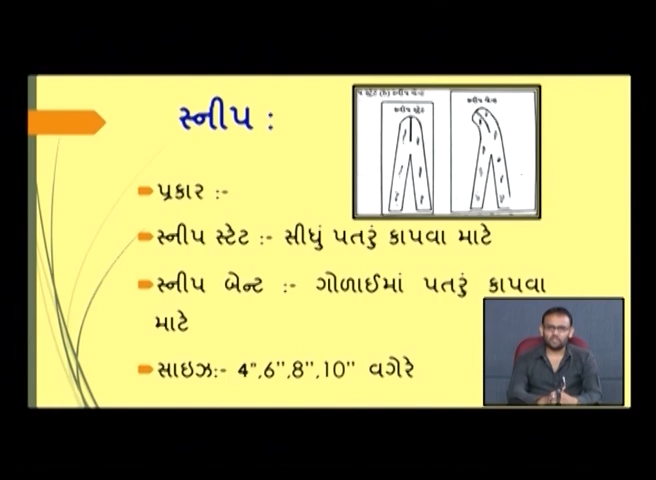 સ્નીપ :
પ સ્ટ્રેટ (b) સ્નીપ બેન્ટ
સ્નીપ સ્ટ્રેટ
સ્નીપ બેન્ટ
પ્રકાર :-
સ્નીપ સ્ટેટ :- સીધું પતરું કાપવા માટે
સ્નીપ બેન્ટ :- ગોળાઈમાં પતરું કાપવા
માટે
સાઇઝ:- 4",6",8",10" વગેરે